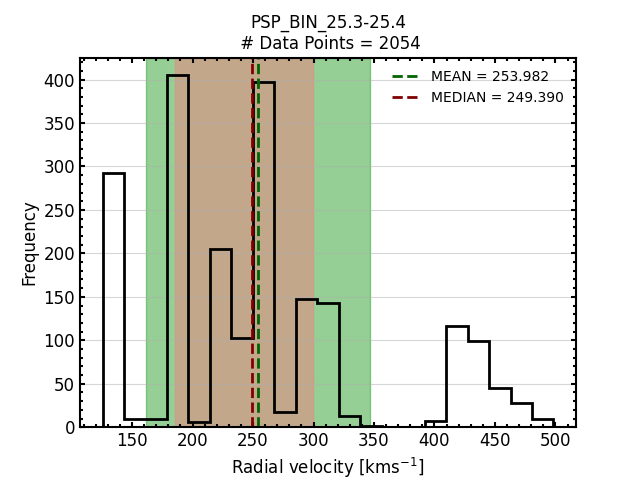 PSP_BIN_25.3-25.4
# Data Points = 2054
MEAN = 253.982
MEDIAN = 249.390
Frequency
400
350
300
250
200
150
100
50
0
150 200 250 300 350 400 450 500
Radial velocity [kms⁻¹]